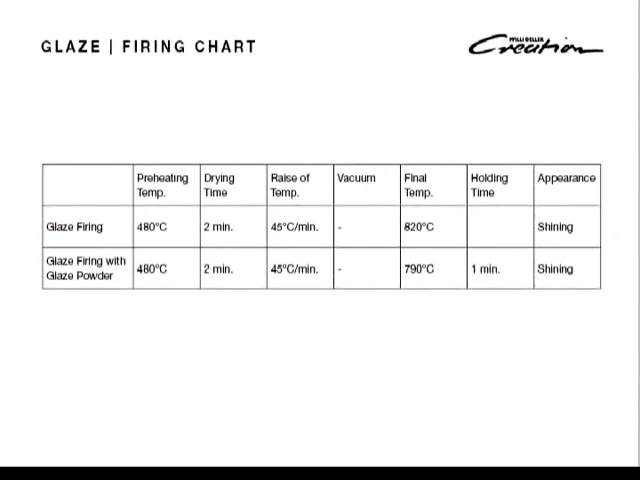 GLAZE | FIRING CHART
WILLI GELLER
Creation
Preheating Temp. Drying Time Raise of Temp. Vacuum Final Temp. Holding Time Appearance
Glaze Firing 480°C 2 min. 45°C/min. - 820°C Shining
Glaze Firing with Glaze Powder 480°C 2 min. 45°C/min. - 790°C 1 min. Shining